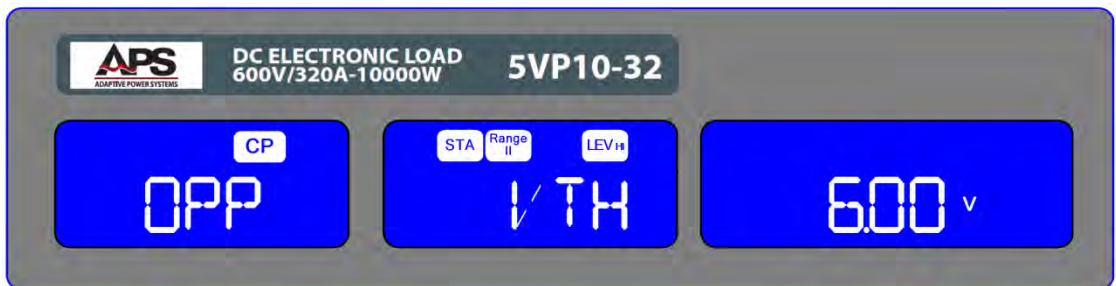 APS
ADAPTIVE POWER SYSTEMS
DC ELECTRONIC LOAD
600V/320A-10000W
5VP10-32
CP
OPP
STA Range II LEV HI
VTH
6.00 V